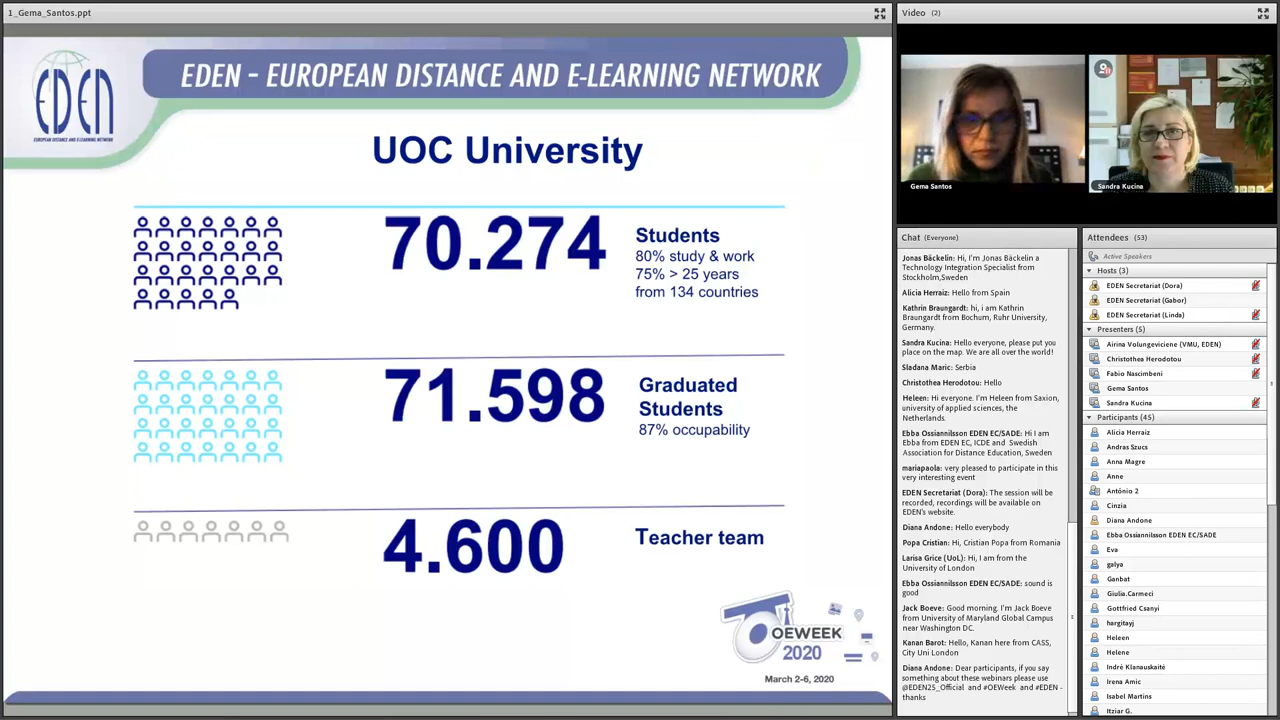 1_Gema_Santos.ppt
EDEN
EUROPEAN DISTANCE AND E-LEARNING NETWORK
EDEN - EUROPEAN DISTANCE AND E-LEARNING NETWORK
UOC University
70.274
Students
80% study & work
75% > 25 years
from 134 countries
71.598
Graduated
Students
87% occupability
4.600
Teacher team
OEWEEK
2020
March 2-6, 2020
Video (2)
Gema Santos
Sandra Kucina
Chat (Everyone)
Jonas Bäckelin: Hi, I'm Jonas Bäckelin a
Technology Integration Specialist from
Stockholm,Sweden
Alicia Herraiz: Hello from Spain
Kathrin Braungardt: hi, i am Kathrin
Braungardt from Bochum, Ruhr University,
Germany.
Sandra Kucina: Hello everyone, please put you
place on the map. We are all over the world!
Sladana Maric: Serbia
Christothea Herodotou: Hello
Heleen: Hi everyone. I'm Heleen from Saxion,
university of applied sciences, the
Netherlands.
Ebba Ossiannilsson EDEN EC/SADE: Hi I am
Ebba from EDEN EC, ICDE and Swedish
Association for Distance Education, Sweden
mariapaola: very pleased to participate in this
very interesting event
EDEN Secretariat (Dora): The session will be
recorded, recordings will be available on
EDEN's website.
Diana Andone: Hello everybody
Popa Cristian: Hi, Cristian Popa from Romania
Larisa Grice (UoL): Hi, I am from the
University of London
Ebba Ossiannilsson EDEN EC/SADE: sound is
good
Jack Boeve: Good morning. I'm Jack Boeve
from University of Maryland Global Campus
near Washington DC.
Kanan Barot: Hello, Kanan here from CASS,
City Uni London
Diana Andone: Dear participants, if you say
something about these webinars please use
@EDEN25_Official and #OEWeek and #EDEN -
thanks
Attendees (53)
Active Speakers
Hosts (3)
EDEN Secretariat (Dora)
EDEN Secretariat (Gabor)
EDEN Secretariat (Linda)
Presenters (5)
Airina Volungeviciene (VMU, EDEN)
Christothea Herodotou
Fabio Nascimbeni
Gema Santos
Sandra Kucina
Participants (45)
Alicia Herraiz
Andras Szucs
Anna Magre
Anne
António 2
Cinzia
Diana Andone
Ebba Ossiannilsson EDEN EC/SADE
Eva
galya
Ganbat
Giulia.Carmeci
Gottfried Csanyi
hargitayj
Heleen
Helene
Indrė Klanauskaitė
Irena Amic
Isabel Martins
Itziar G.